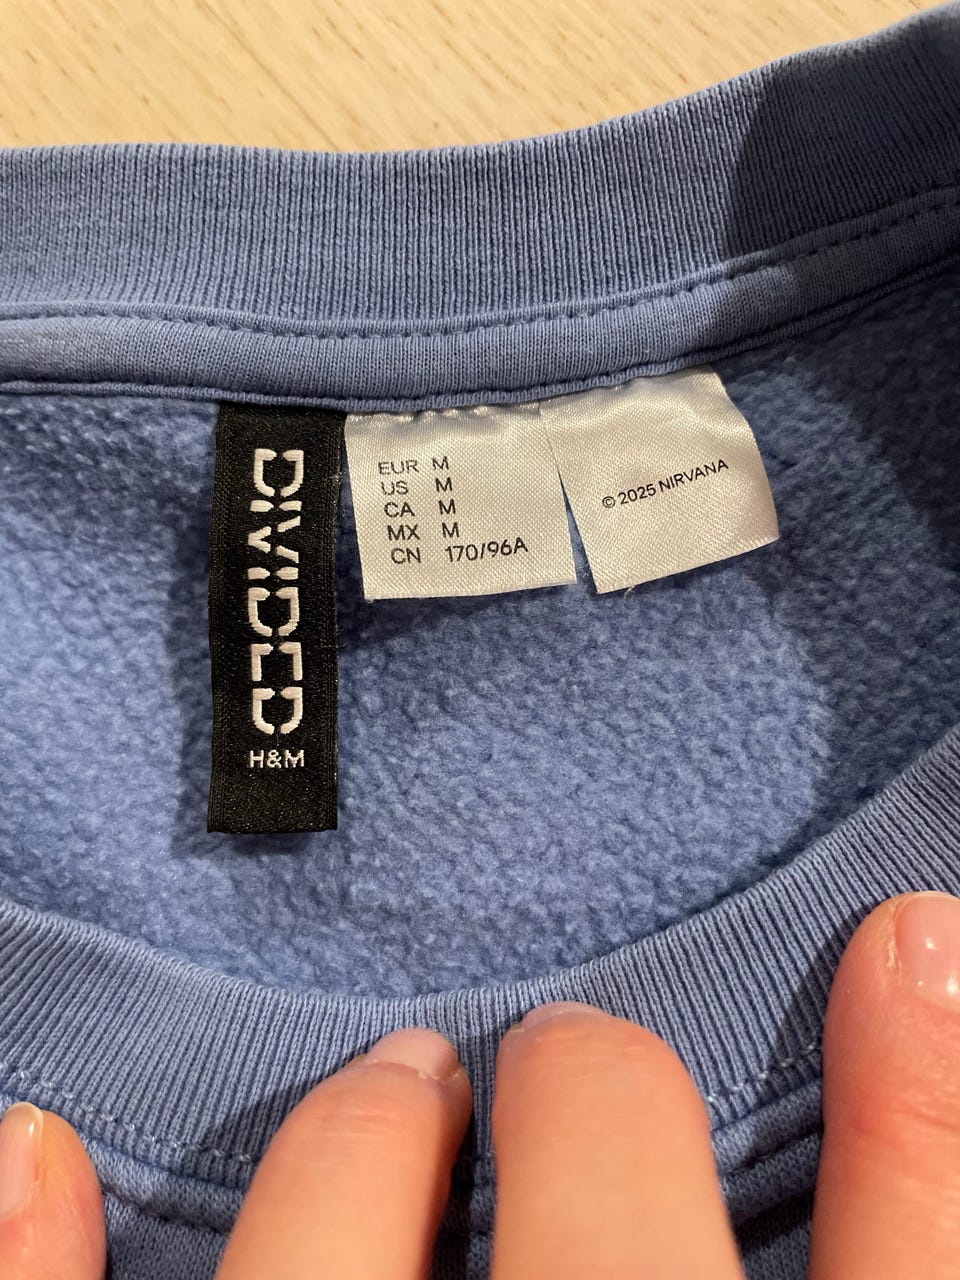 DIVIDED
H&M
EUR M
US M
CA M
MX M
CN 170/96A
© 2025 NIRVANA